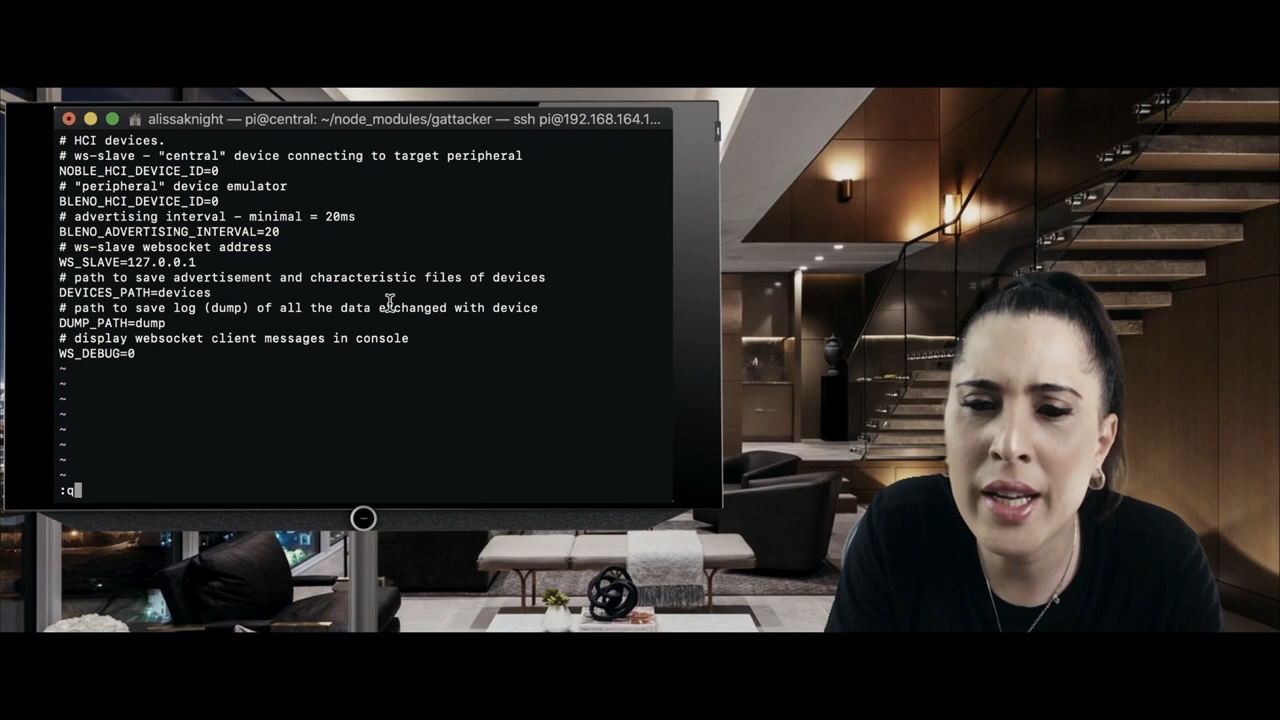 alissaknight — pi@central: ~/node_modules/gattacker — ssh pi@192.168.164.1...
# HCI devices.
# ws-slave - "central" device connecting to target peripheral
NOBLE_HCI_DEVICE_ID=0
# "peripheral" device emulator
BLENO_HCI_DEVICE_ID=0
# advertising interval - minimal = 20ms
BLENO_ADVERTISING_INTERVAL=20
# ws-slave websocket address
WS_SLAVE=127.0.0.1
# path to save advertisement and characteristic files of devices
DEVICES_PATH=devices
# path to save log (dump) of all the data exchanged with device
DUMP_PATH=dump
# display websocket client messages in console
WS_DEBUG=0
~
~
~
~
~
~
~
~
:q